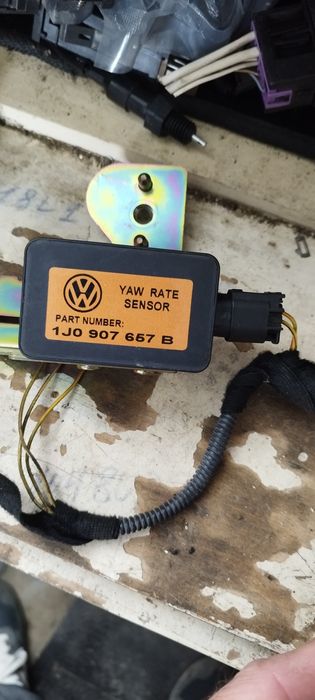 YAW RATE
SENSOR
PART NUMBER:
1J0 907 657 B